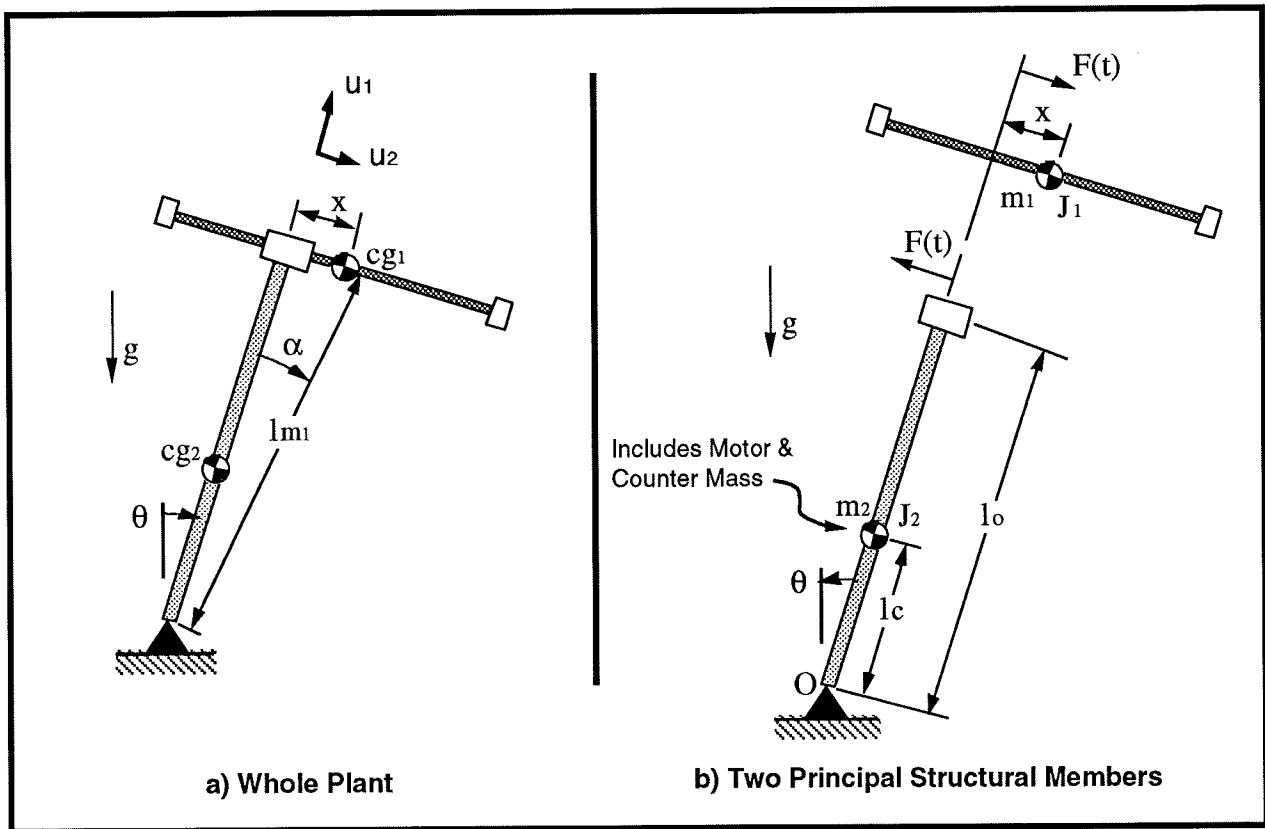 u1
u2
x
cg1
g
α
lm1
cg2
θ
a) Whole Plant
F(t)
x
m1 J1
F(t)
g
Includes Motor &
Counter Mass
m2 J2
lo
θ
lc
O
b) Two Principal Structural Members